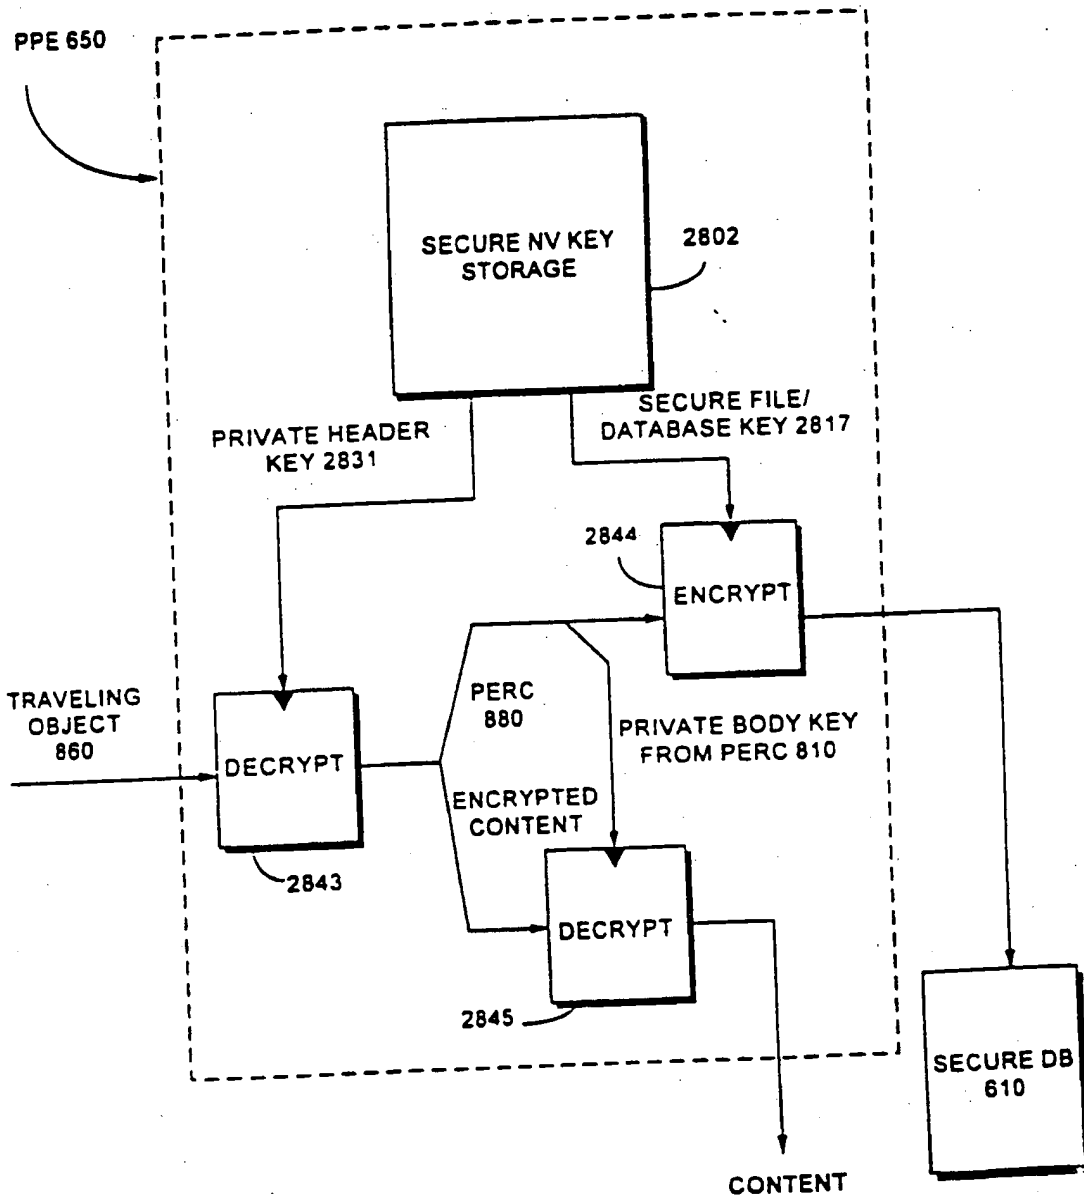 PPE 650
SECURE NV KEY
STORAGE
2802
PRIVATE HEADER
KEY 2831
SECURE FILE/
DATABASE KEY 2817
2844
ENCRYPT
TRAVELING
OBJECT
860
DECRYPT
2843
PERC
880
PRIVATE BODY KEY
FROM PERC 810
ENCRYPTED
CONTENT
DECRYPT
2845
SECURE DB
610
CONTENT